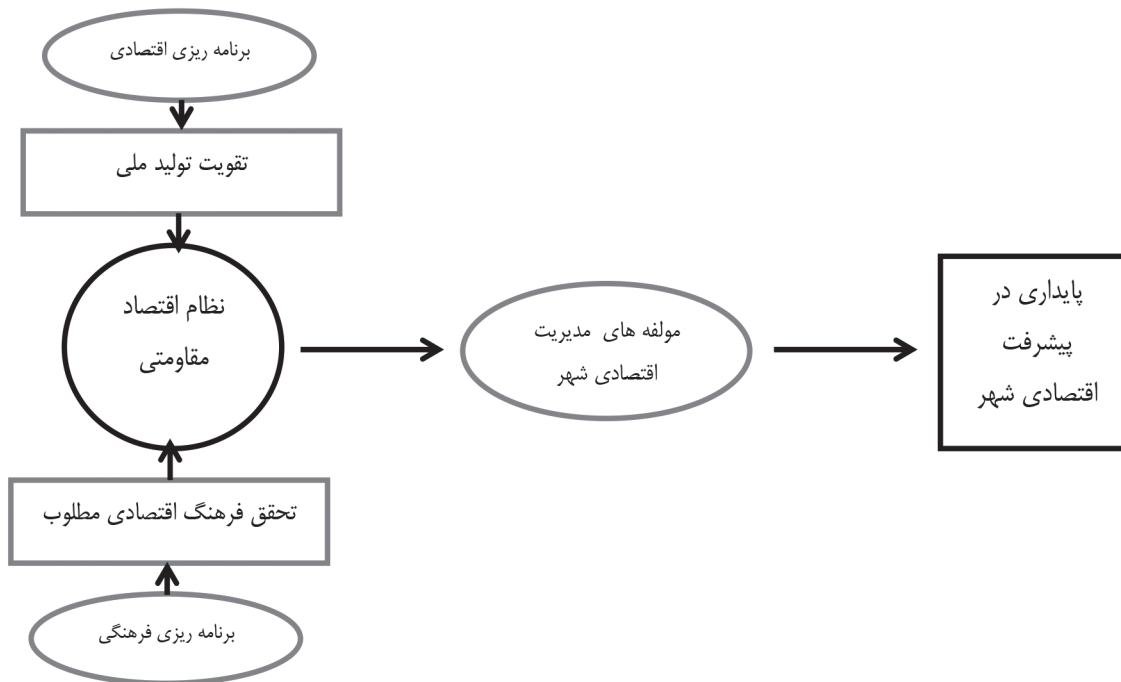 برنامه ریزی اقتصادی
تقویت تولید ملی
نظام اقتصاد
مقاومتی
مولفه های مدیریت
اقتصادی شهر
پایداری در
پیشرفت
اقتصادی شهر
تحقق فرهنگ اقتصادی مطلوب
برنامه ریزی فرهنگی